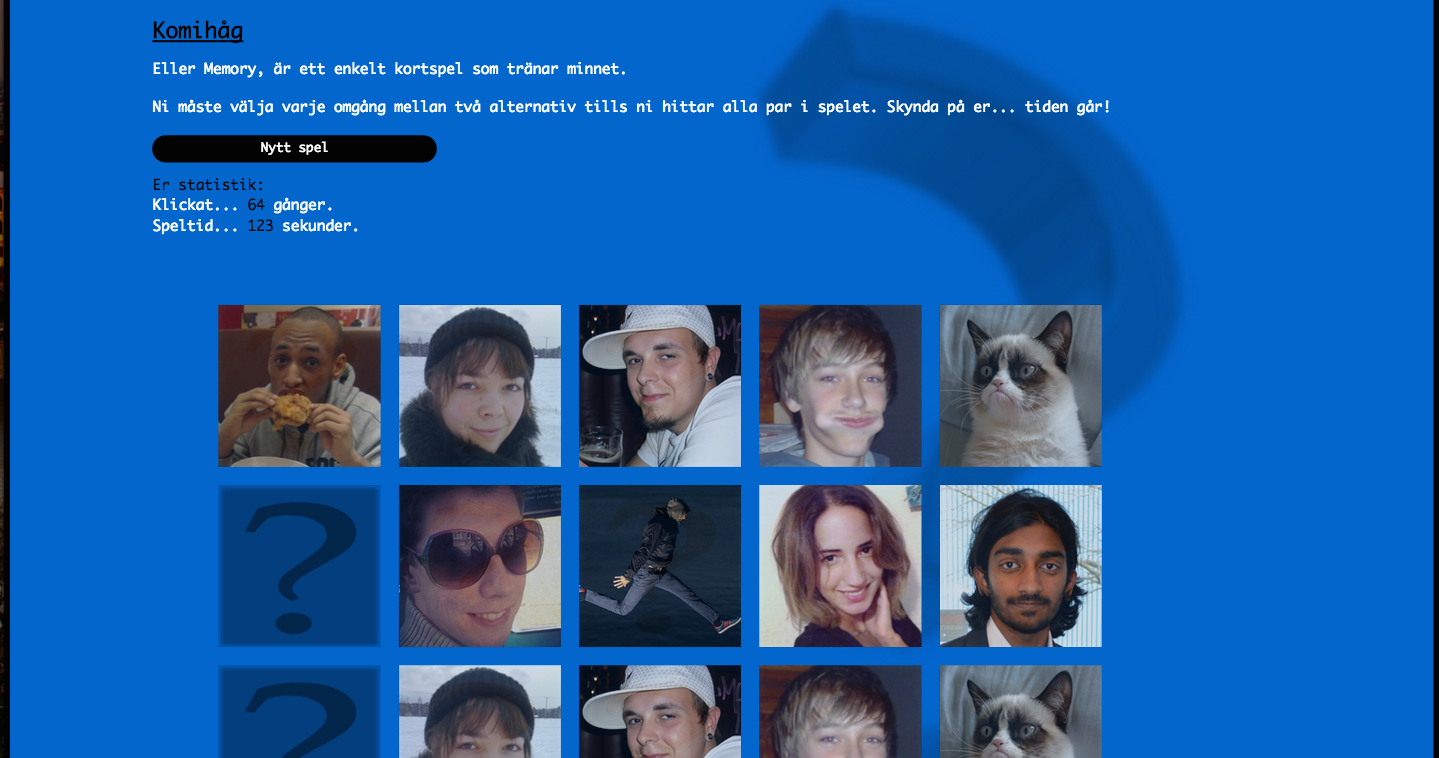 Komihåg
Eller Memory, är ett enkelt kortspel som tränar minnet.
Ni måste välja varje omgång mellan två alternativ tills ni hittar alla par i spelet. Skynda på er... tiden går!
Nytt spel
Er statistik:
Klickat... 64 gånger.
Speltid... 123 sekunder.
?
?